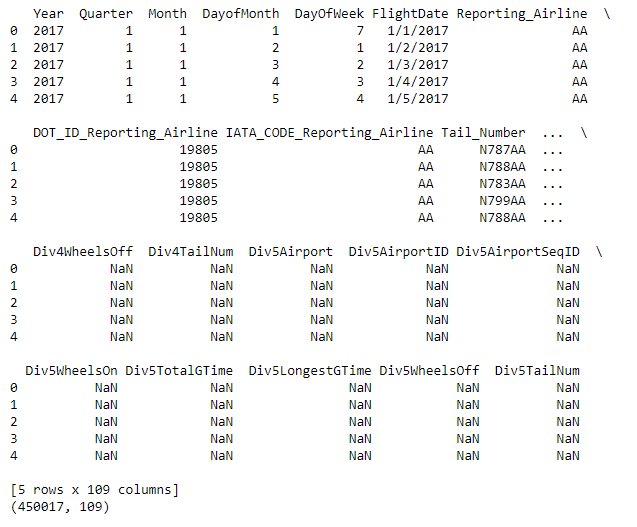 Year  Quarter  Month  DayofMonth  DayOfWeek FlightDate Reporting_Airline  \
0  2017        1      1           1          7   1/1/2017                AA
1  2017        1      1           2          1   1/2/2017                AA
2  2017        1      1           3          2   1/3/2017                AA
3  2017        1      1           4          3   1/4/2017                AA
4  2017        1      1           5          4   1/5/2017                AA
   DOT_ID_Reporting_Airline IATA_CODE_Reporting_Airline Tail_Number  ...  \
0                     19805                          AA      N787AA  ...
1                     19805                          AA      N788AA  ...
2                     19805                          AA      N783AA  ...
3                     19805                          AA      N799AA  ...
4                     19805                          AA      N788AA  ...
   Div4WheelsOff  Div4TailNum  Div5Airport  Div5AirportID Div5AirportSeqID  \
0            NaN          NaN          NaN            NaN              NaN
1            NaN          NaN          NaN            NaN              NaN
2            NaN          NaN          NaN            NaN              NaN
3            NaN          NaN          NaN            NaN              NaN
4            NaN          NaN          NaN            NaN              NaN
  Div5WheelsOn Div5TotalGTime  Div5LongestGTime Div5WheelsOff  Div5TailNum
0          NaN            NaN               NaN           NaN          NaN
1          NaN            NaN               NaN           NaN          NaN
2          NaN            NaN               NaN           NaN          NaN
3          NaN            NaN               NaN           NaN          NaN
4          NaN            NaN               NaN           NaN          NaN
[5 rows x 109 columns]
(450017, 109)